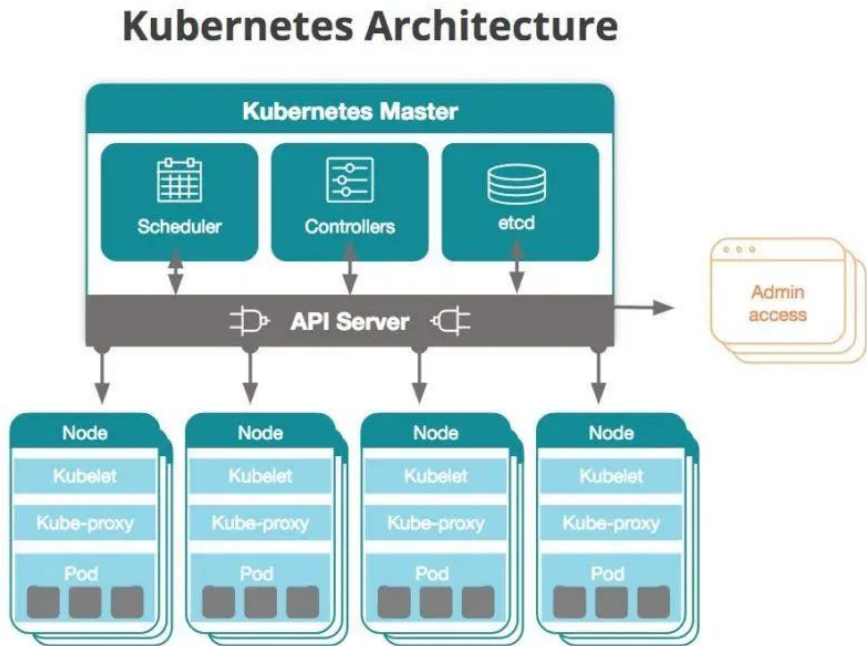 Kubernetes Architecture
Kubernetes Master
Scheduler
Controllers
etcd
API Server
Admin
access
Node
Kubelet
Kube-proxy
Pod
Node
Kubelet
Kube-proxy
Pod
Node
Kubelet
Kube-proxy
Pod
Node
Kubelet
Kube-proxy
Pod